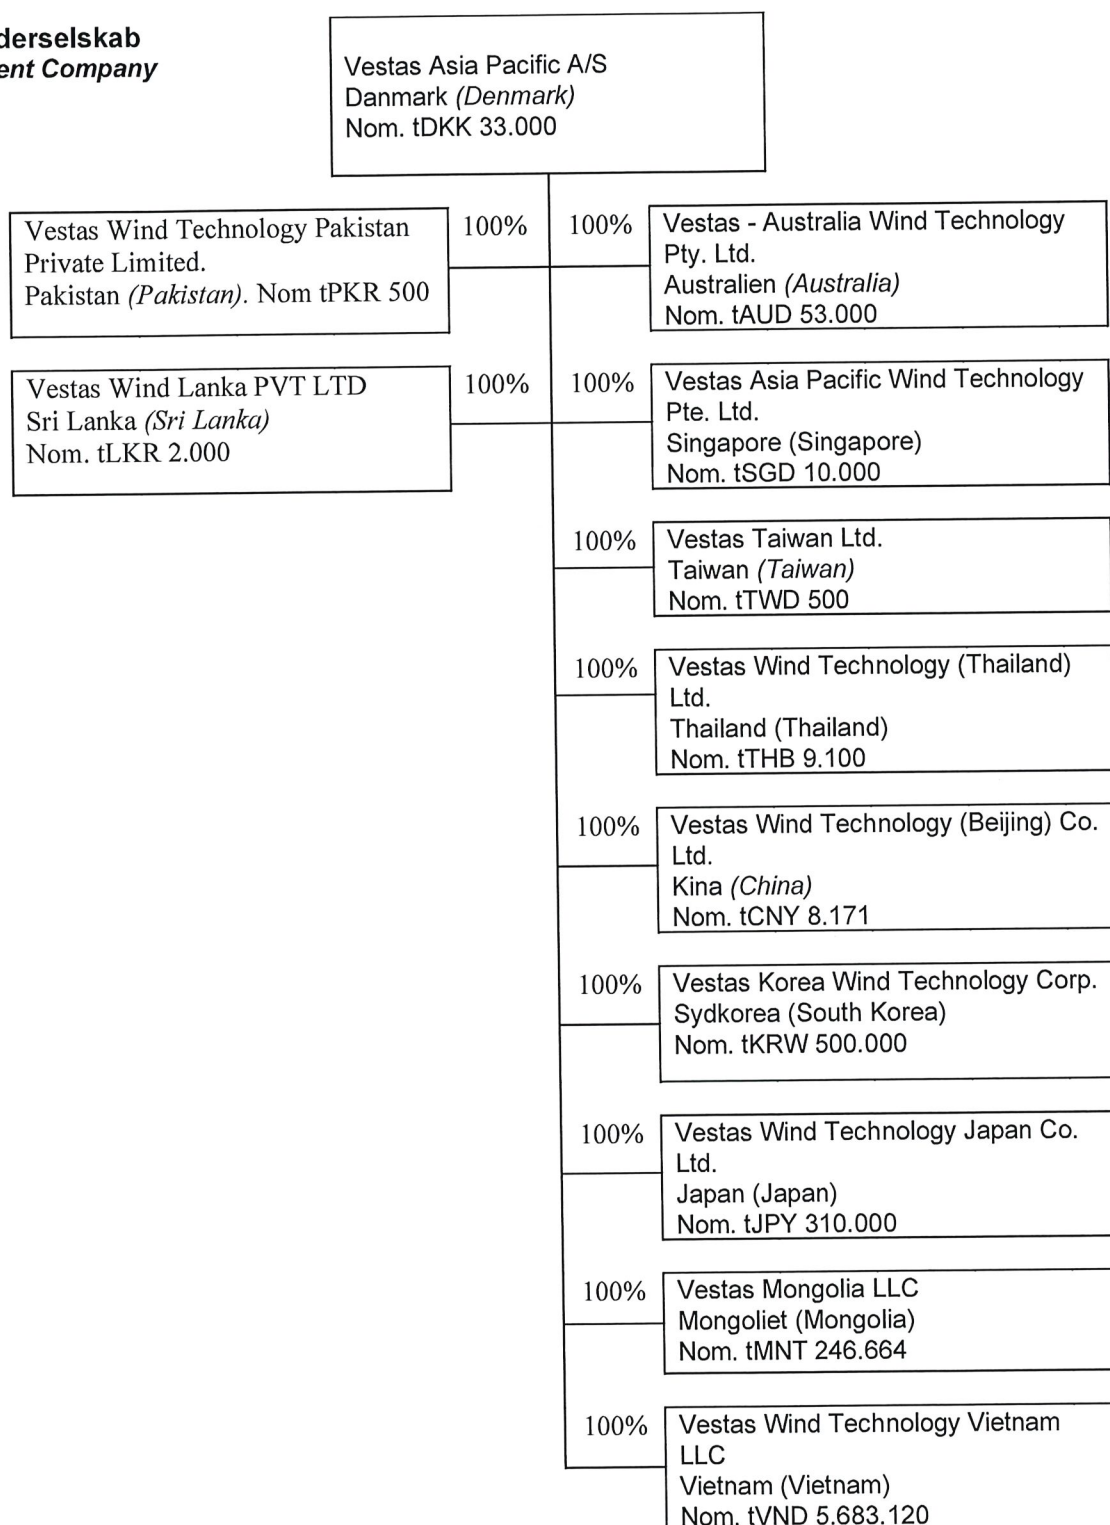 derselskab
ent Company
Vestas Asia Pacific A/S
Danmark (Denmark)
Nom. tDKK 33.000
Vestas Wind Technology Pakistan
Private Limited.
Pakistan (Pakistan). Nom tPKR 500
100%
100%
Vestas - Australia Wind Technology
Pty. Ltd.
Australien (Australia)
Nom. tAUD 53.000
Vestas Wind Lanka PVT LTD
Sri Lanka (Sri Lanka)
Nom. tLKR 2.000
100%
100%
Vestas Asia Pacific Wind Technology
Pte. Ltd.
Singapore (Singapore)
Nom. tSGD 10.000
100%
Vestas Taiwan Ltd.
Taiwan (Taiwan)
Nom. tTWD 500
100%
Vestas Wind Technology (Thailand)
Ltd.
Thailand (Thailand)
Nom. tTHB 9.100
100%
Vestas Wind Technology (Beijing) Co.
Ltd.
Kina (China)
Nom. tCNY 8.171
100%
Vestas Korea Wind Technology Corp.
Sydkorea (South Korea)
Nom. tKRW 500.000
100%
Vestas Wind Technology Japan Co.
Ltd.
Japan (Japan)
Nom. tJPY 310.000
100%
Vestas Mongolia LLC
Mongoliet (Mongolia)
Nom. tMNT 246.664
100%
Vestas Wind Technology Vietnam
LLC
Vietnam (Vietnam)
Nom. tVND 5.683.120